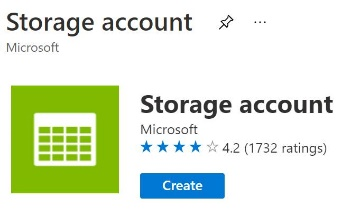 Storage account
Microsoft
Storage account
Microsoft
4.2 (1732 ratings)
Create